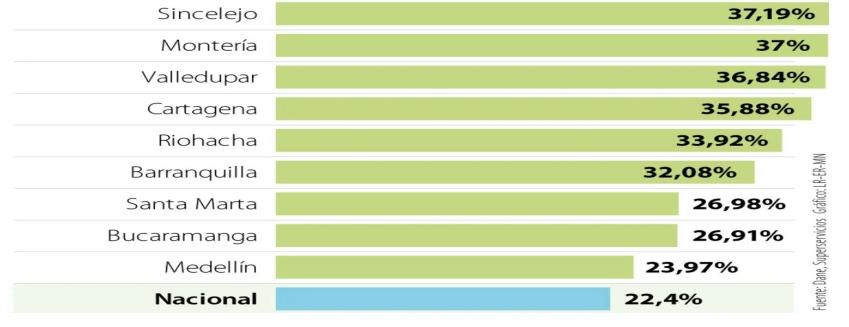 Sincelejo 37,19%
Montería 37%
Valledupar 36,84%
Cartagena 35,88%
Riohacha 33,92%
Barranquilla 32,08%
Santa Marta 26,98%
Bucaramanga 26,91%
Medellín 23,97%
Nacional 22,4%
Fuente: Dane, Superservicios Gráfico: LR-ER-MN